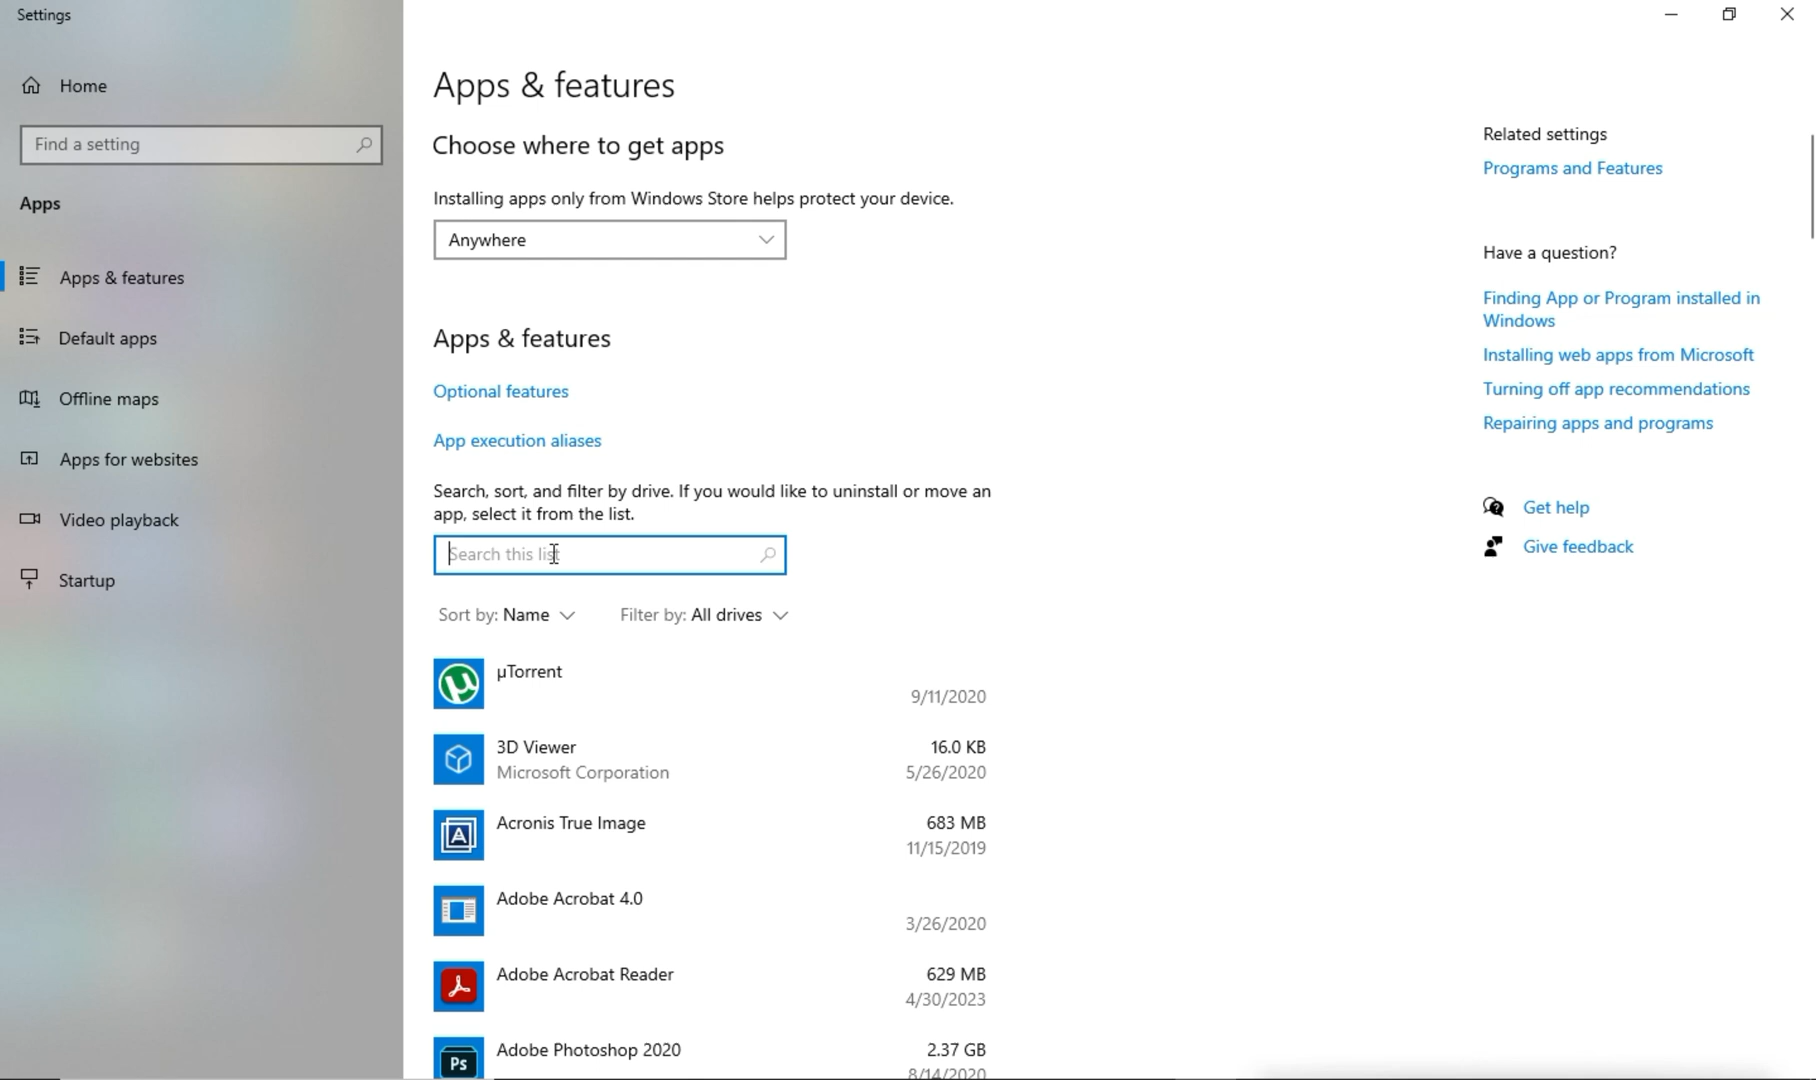 Settings
Home
Find a setting
Apps
Apps & features
Default apps
Offline maps
Apps for websites
Video playback
Startup
Apps & features
Choose where to get apps
Installing apps only from Windows Store helps protect your device.
Anywhere
Apps & features
Optional features
App execution aliases
Search, sort, and filter by drive. If you would like to uninstall or move an
app, select it from the list.
Search this list
Sort by: Name
Filter by: All drives
µTorrent
9/11/2020
3D Viewer
16.0 KB
Microsoft Corporation
5/26/2020
Acronis True Image
683 MB
11/15/2019
Adobe Acrobat 4.0
3/26/2020
Adobe Acrobat Reader
629 MB
4/30/2023
Ps
Adobe Photoshop 2020
2.37 GB
8/14/2020
Related settings
Programs and Features
Have a question?
Finding App or Program installed in
Windows
Installing web apps from Microsoft
Turning off app recommendations
Repairing apps and programs
Get help
Give feedback